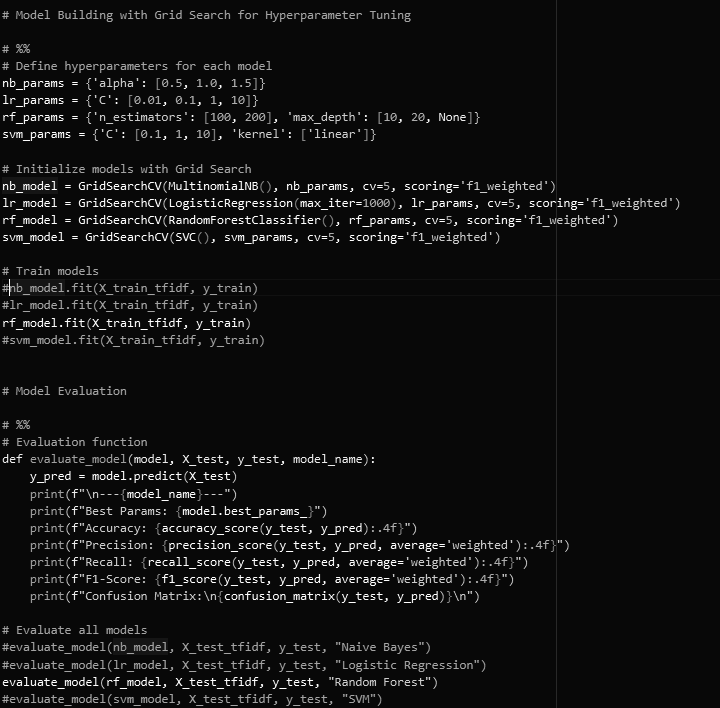 # Model Building with Grid Search for Hyperparameter Tuning
# %%
# Define hyperparameters for each model
nb_params = {'alpha': [0.5, 1.0, 1.5]}
lr_params = {'C': [0.01, 0.1, 1, 10]}
rf_params = {'n_estimators': [100, 200], 'max_depth': [10, 20, None]}
svm_params = {'C': [0.1, 1, 10], 'kernel': ['linear']}
# Initialize models with Grid Search
nb_model = GridSearchCV(MultinomialNB(), nb_params, cv=5, scoring='f1_weighted')
lr_model = GridSearchCV(LogisticRegression(max_iter=1000), lr_params, cv=5, scoring='f1_weighted')
rf_model = GridSearchCV(RandomForestClassifier(), rf_params, cv=5, scoring='f1_weighted')
svm_model = GridSearchCV(SVC(), svm_params, cv=5, scoring='f1_weighted')
# Train models
#nb_model.fit(X_train_tfidf, y_train)
#lr_model.fit(X_train_tfidf, y_train)
rf_model.fit(X_train_tfidf, y_train)
#svm_model.fit(X_train_tfidf, y_train)
# Model Evaluation
# %%
# Evaluation function
def evaluate_model(model, X_test, y_test, model_name):
    y_pred = model.predict(X_test)
    print(f"\n---{model_name}---")
    print(f"Best Params: {model.best_params_}")
    print(f"Accuracy: {accuracy_score(y_test, y_pred):.4f}")
    print(f"Precision: {precision_score(y_test, y_pred, average='weighted'):.4f}")
    print(f"Recall: {recall_score(y_test, y_pred, average='weighted'):.4f}")
    print(f"F1-Score: {f1_score(y_test, y_pred, average='weighted'):.4f}")
    print(f"Confusion Matrix:\n{confusion_matrix(y_test, y_pred)}\n")
# Evaluate all models
#evaluate_model(nb_model, X_test_tfidf, y_test, "Naive Bayes")
#evaluate_model(lr_model, X_test_tfidf, y_test, "Logistic Regression")
evaluate_model(rf_model, X_test_tfidf, y_test, "Random Forest")
#evaluate_model(svm_model, X_test_tfidf, y_test, "SVM")